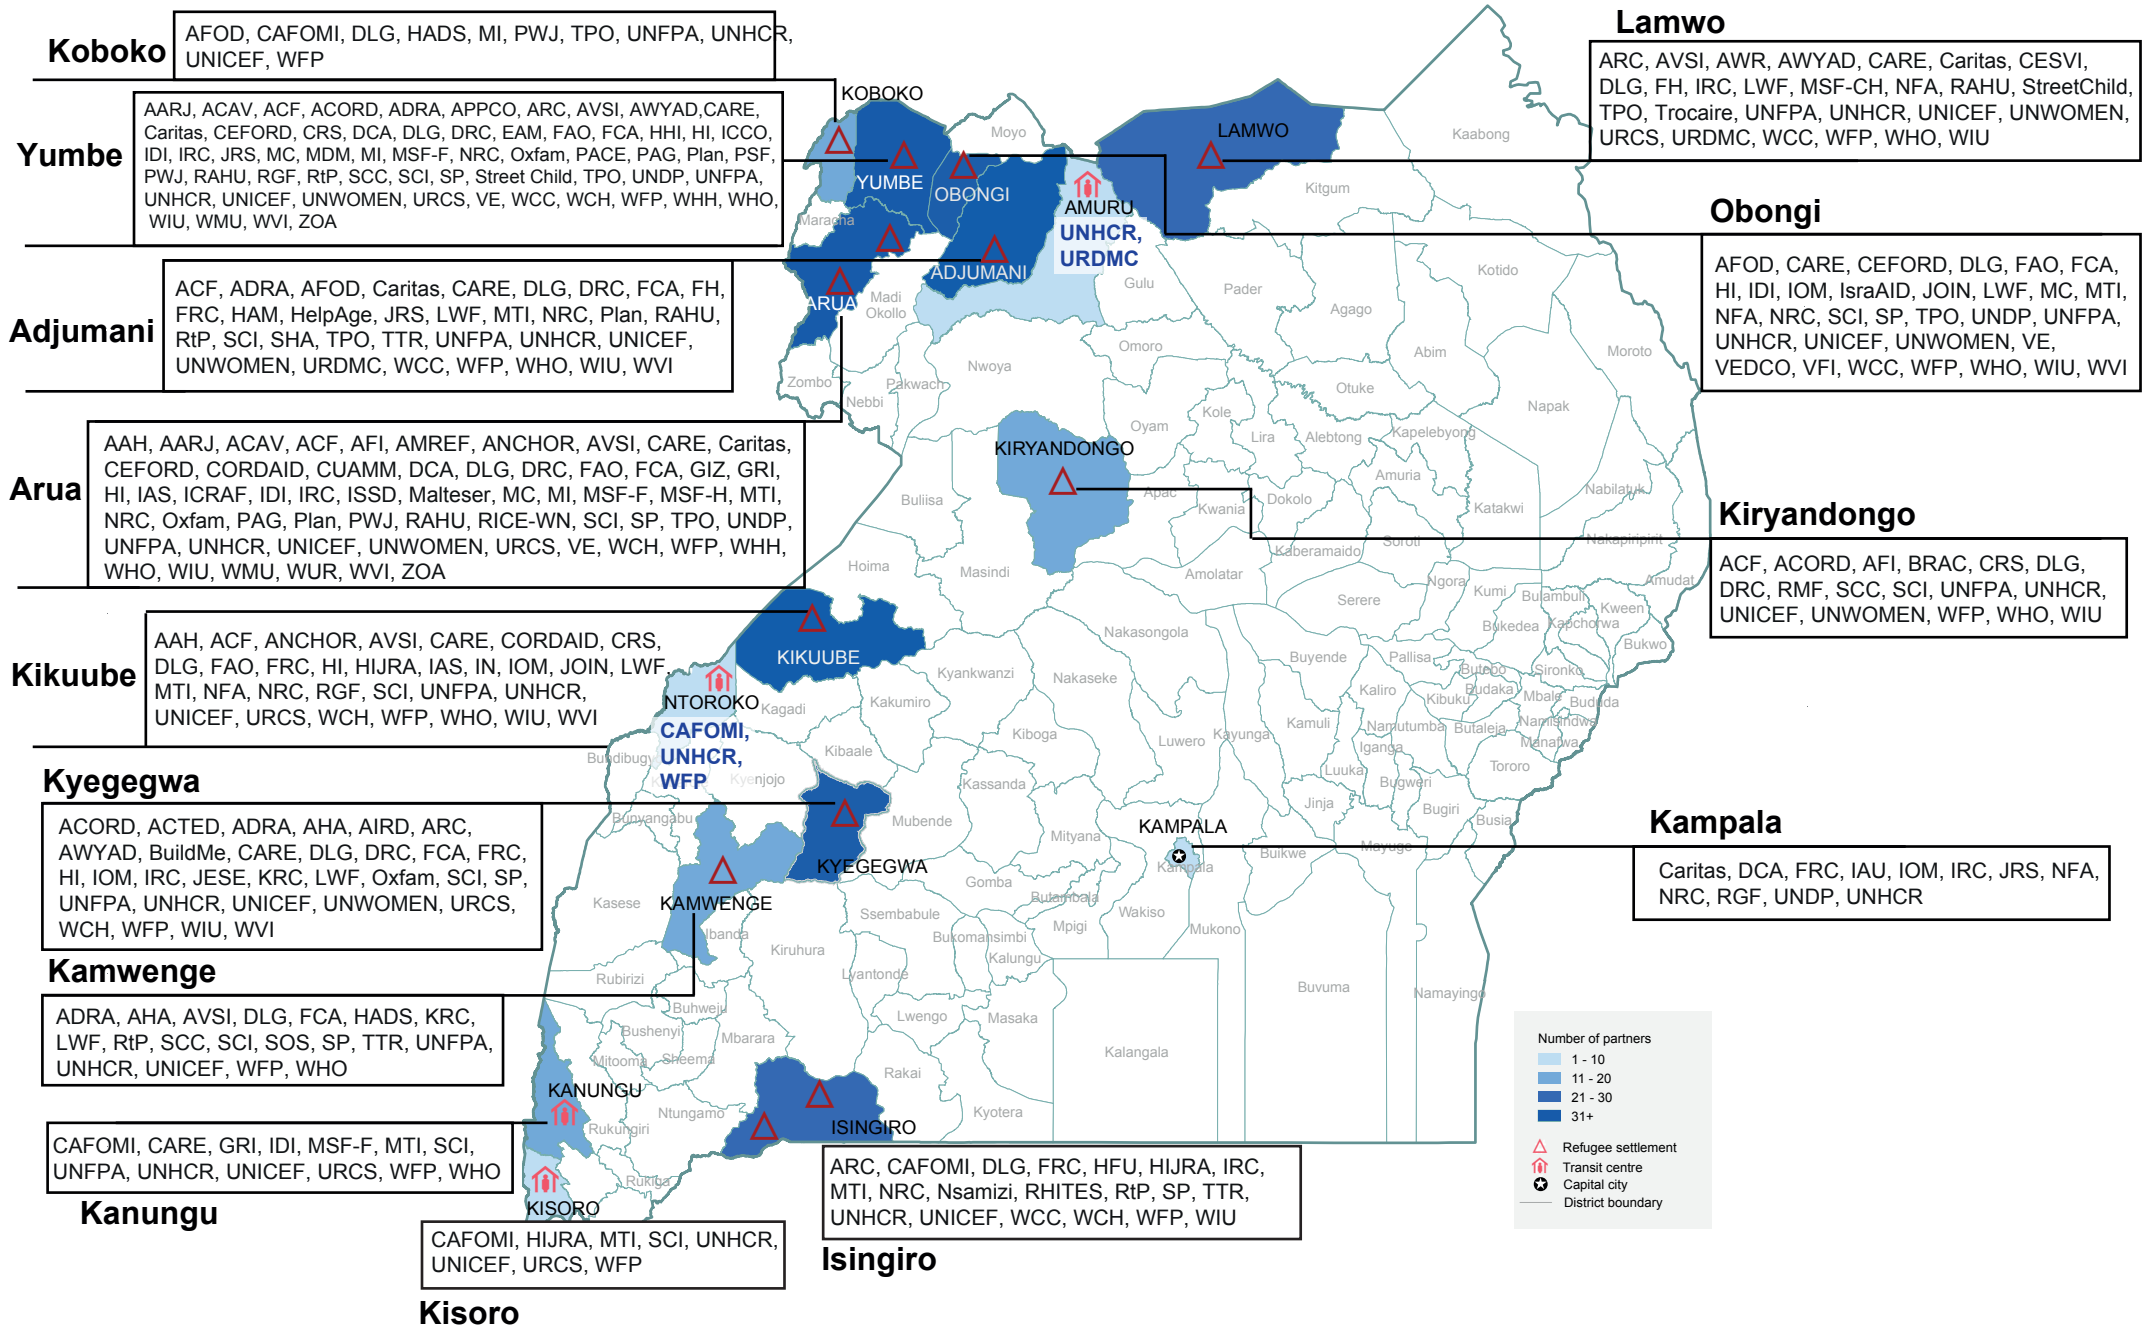 Koboko
AFOD, CAFOMI, DLG, HADS, MI, PWJ, TPO, UNFPA, UNHCR,
UNICEF, WFP
Yumbe
AARJ, ACAV, ACF, ACORD, ADRA, APPCO, ARC, AVSI, AWYAD,CARE,
Caritas, CEFORD, CRS, DCA, DLG, DRC, EAM, FAO, FCA, HHI, HI, ICCO,
IDI, IRC, JRS, MC, MDM, MI, MSF-F, NRC, Oxfam, PACE, PAG, Plan, PSF,
PWJ, RAHU, RGF, RtP, SCC, SCI, SP, Street Child, TPO, UNDP, UNFPA,
UNHCR, UNICEF, UNWOMEN, URCS, VE, WCC, WCH, WFP, WHH, WHO,
WIU, WMU, WVI, ZOA
Adjumani
ACF, ADRA, AFOD, Caritas, CARE, DLG, DRC, FCA, FH,
FRC, HAM, HelpAge, JRS, LWF, MTI, NRC, Plan, RAHU,
RtP, SCI, SHA, TPO, TTR, UNFPA, UNHCR, UNICEF,
UNWOMEN, URDMC, WCC, WFP, WHO, WIU, WVI
Arua
AAH, AARJ, ACAV, ACF, AFI, AMREF, ANCHOR, AVSI, CARE, Caritas,
CEFORD, CORDAID, CUAMM, DCA, DLG, DRC, FAO, FCA, GIZ, GRI,
HI, IAS, ICRAF, IDI, IRC, ISSD, Malteser, MC, MI, MSF-F, MSF-H, MTI,
NRC, Oxfam, PAG, Plan, PWJ, RAHU, RICE-WN, SCI, SP, TPO, UNDP,
UNFPA, UNHCR, UNICEF, UNWOMEN, URCS, VE, WCH, WFP, WHH,
WHO, WIU, WMU, WUR, WVI, ZOA
Kikuube
AAH, ACF, ANCHOR, AVSI, CARE, CORDAID, CRS,
DLG, FAO, FRC, HI, HIJRA, IAS, IN, IOM, JOIN, LWF,
MTI, NFA, NRC, RGF, SCI, UNFPA, UNHCR,
UNICEF, URCS, WCH, WFP, WHO, WIU, WVI
Kyegegwa
ACORD, ACTED, ADRA, AHA, AIRD, ARC,
AWYAD, BuildMe, CARE, DLG, DRC, FCA, FRC,
HI, IOM, IRC, JESE, KRC, LWF, Oxfam, SCI, SP,
UNFPA, UNHCR, UNICEF, UNWOMEN, URCS,
WCH, WFP, WIU, WVI
Kamwenge
ADRA, AHA, AVSI, DLG, FCA, HADS, KRC,
LWF, RtP, SCC, SCI, SOS, SP, TTR, UNFPA,
UNHCR, UNICEF, WFP, WHO
CAFOMI, CARE, GRI, IDI, MSF-F, MTI, SCI,
UNFPA, UNHCR, UNICEF, URCS, WFP, WHO
Kanungu
CAFOMI, HIJRA, MTI, SCI, UNHCR,
UNICEF, URCS, WFP
Kisoro
ARC, CAFOMI, DLG, FRC, HFU, HIJRA, IRC,
MTI, NRC, Nsamizi, RHITES, RtP, SP, TTR,
UNHCR, UNICEF, WCC, WCH, WFP, WIU
Isingiro
Lamwo
ARC, AVSI, AWR, AWYAD, CARE, Caritas, CESVI,
DLG, FH, IRC, LWF, MSF-CH, NFA, RAHU, StreetChild,
TPO, Trocaire, UNFPA, UNHCR, UNICEF, UNWOMEN,
URCS, URDMC, WCC, WFP, WHO, WIU
Obongi
AFOD, CARE, CEFORD, DLG, FAO, FCA,
HI, IDI, IOM, IsraAID, JOIN, LWF, MC, MTI,
NFA, NRC, SCI, SP, TPO, UNDP, UNFPA,
UNHCR, UNICEF, UNWOMEN, VE,
VEDCO, VFI, WCC, WFP, WHO, WIU, WVI
Kiryandongo
ACF, ACORD, AFI, BRAC, CRS, DLG,
DRC, RMF, SCC, SCI, UNFPA, UNHCR,
UNICEF, UNWOMEN, WFP, WHO, WIU
Kampala
Caritas, DCA, FRC, IAU, IOM, IRC, JRS, NFA,
NRC, RGF, UNDP, UNHCR
KOBOKO
Moyo
LAMWO
Kaabong
YUMBE
OBONGI
Kitgum
AMURU
UNHCR,
URDMC
Maracha
ADJUMANI
ARUA
Madi
Okollo
Gulu
Pader
Kotido
Agago
Omoro
Abim
Moroto
Nwoya
Zombo
Pakwach
Nebbi
Otuke
Napak
Kole
Oyam
Lira
Alebtong
Kapelebyong
KIRYANDONGO
Amuria
Buliisa
Apac
Kwania
Dokolo
Katakwi
Nabilatuk
Kaberamaido
Soroti
Nakapiripirit
Hoima
Masindi
Amolatar
Serere
Ngora
Kumi
Bulambuli
Amudat
Kween
Kapchorwa
Bukedea
Bukwo
Nakasongola
KIKUUBE
Buyende
Pallisa
Butebo
Sironko
Kyankwanzi
Nakaseke
NTOROKO
CAFOMI,
UNHCR,
WFP
Kagadi
Kakumiro
Kaliro
Kibuku
Budaka
Mbale
Bududa
Kamuli
Namutumba
Butaleja
Namisindwa
Manafwa
Kibaale
Kiboga
Luwero
Kayunga
Iganga
Luuka
Bugweri
Tororo
Kyenjojo
Kassanda
Jinja
Bugiri
Busia
Bunyangabu
Mubende
Mityana
KAMPALA
Kampala
Buikwe
Mayuge
KYEGEGWA
Gomba
Butambala
Wakiso
Mukono
Kasese
KAMWENGE
Ibanda
Kiruhura
Ssembabule
Bukomansimbi
Mpigi
Kalungu
Rubirizi
Lyantonde
Buvuma
Namayingo
Buhweju
Bushenyi
Mbarara
Lwengo
Masaka
Mitooma
Sheema
Kalangala
Rakai
KANUNGU
Rukungiri
Ntungamo
Kyotera
ISINGIRO
Rukiga
KISORO
Number of partners
1 - 10
11 - 20
21 - 30
31+
Refugee settlement
Transit centre
Capital city
District boundary